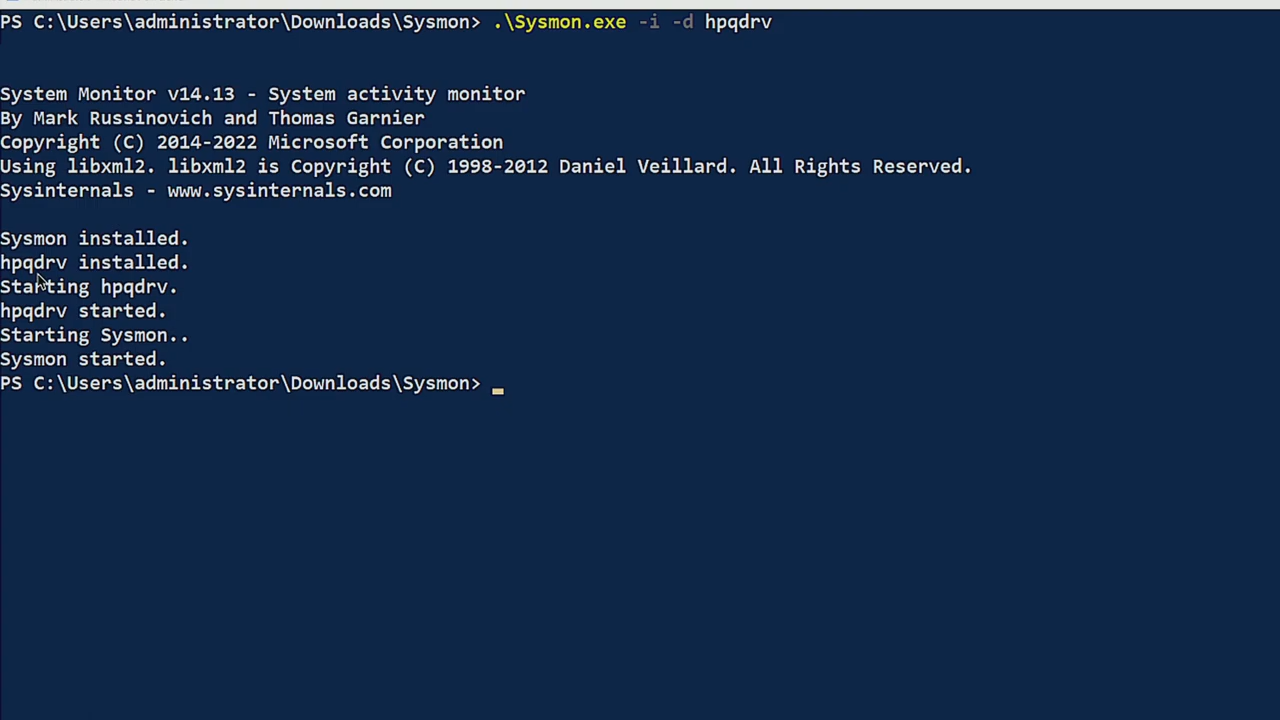 PS C:\Users\administrator\Downloads\Sysmon> .\Sysmon.exe -i -d hpqdrv
System Monitor v14.13 - System activity monitor
By Mark Russinovich and Thomas Garnier
Copyright (C) 2014-2022 Microsoft Corporation
Using libxml2. libxml2 is Copyright (C) 1998-2012 Daniel Veillard. All Rights Reserved.
Sysinternals - www.sysinternals.com
Sysmon installed.
hpqdrv installed.
Starting hpqdrv.
hpqdrv started.
Starting Sysmon..
Sysmon started.
PS C:\Users\administrator\Downloads\Sysmon>